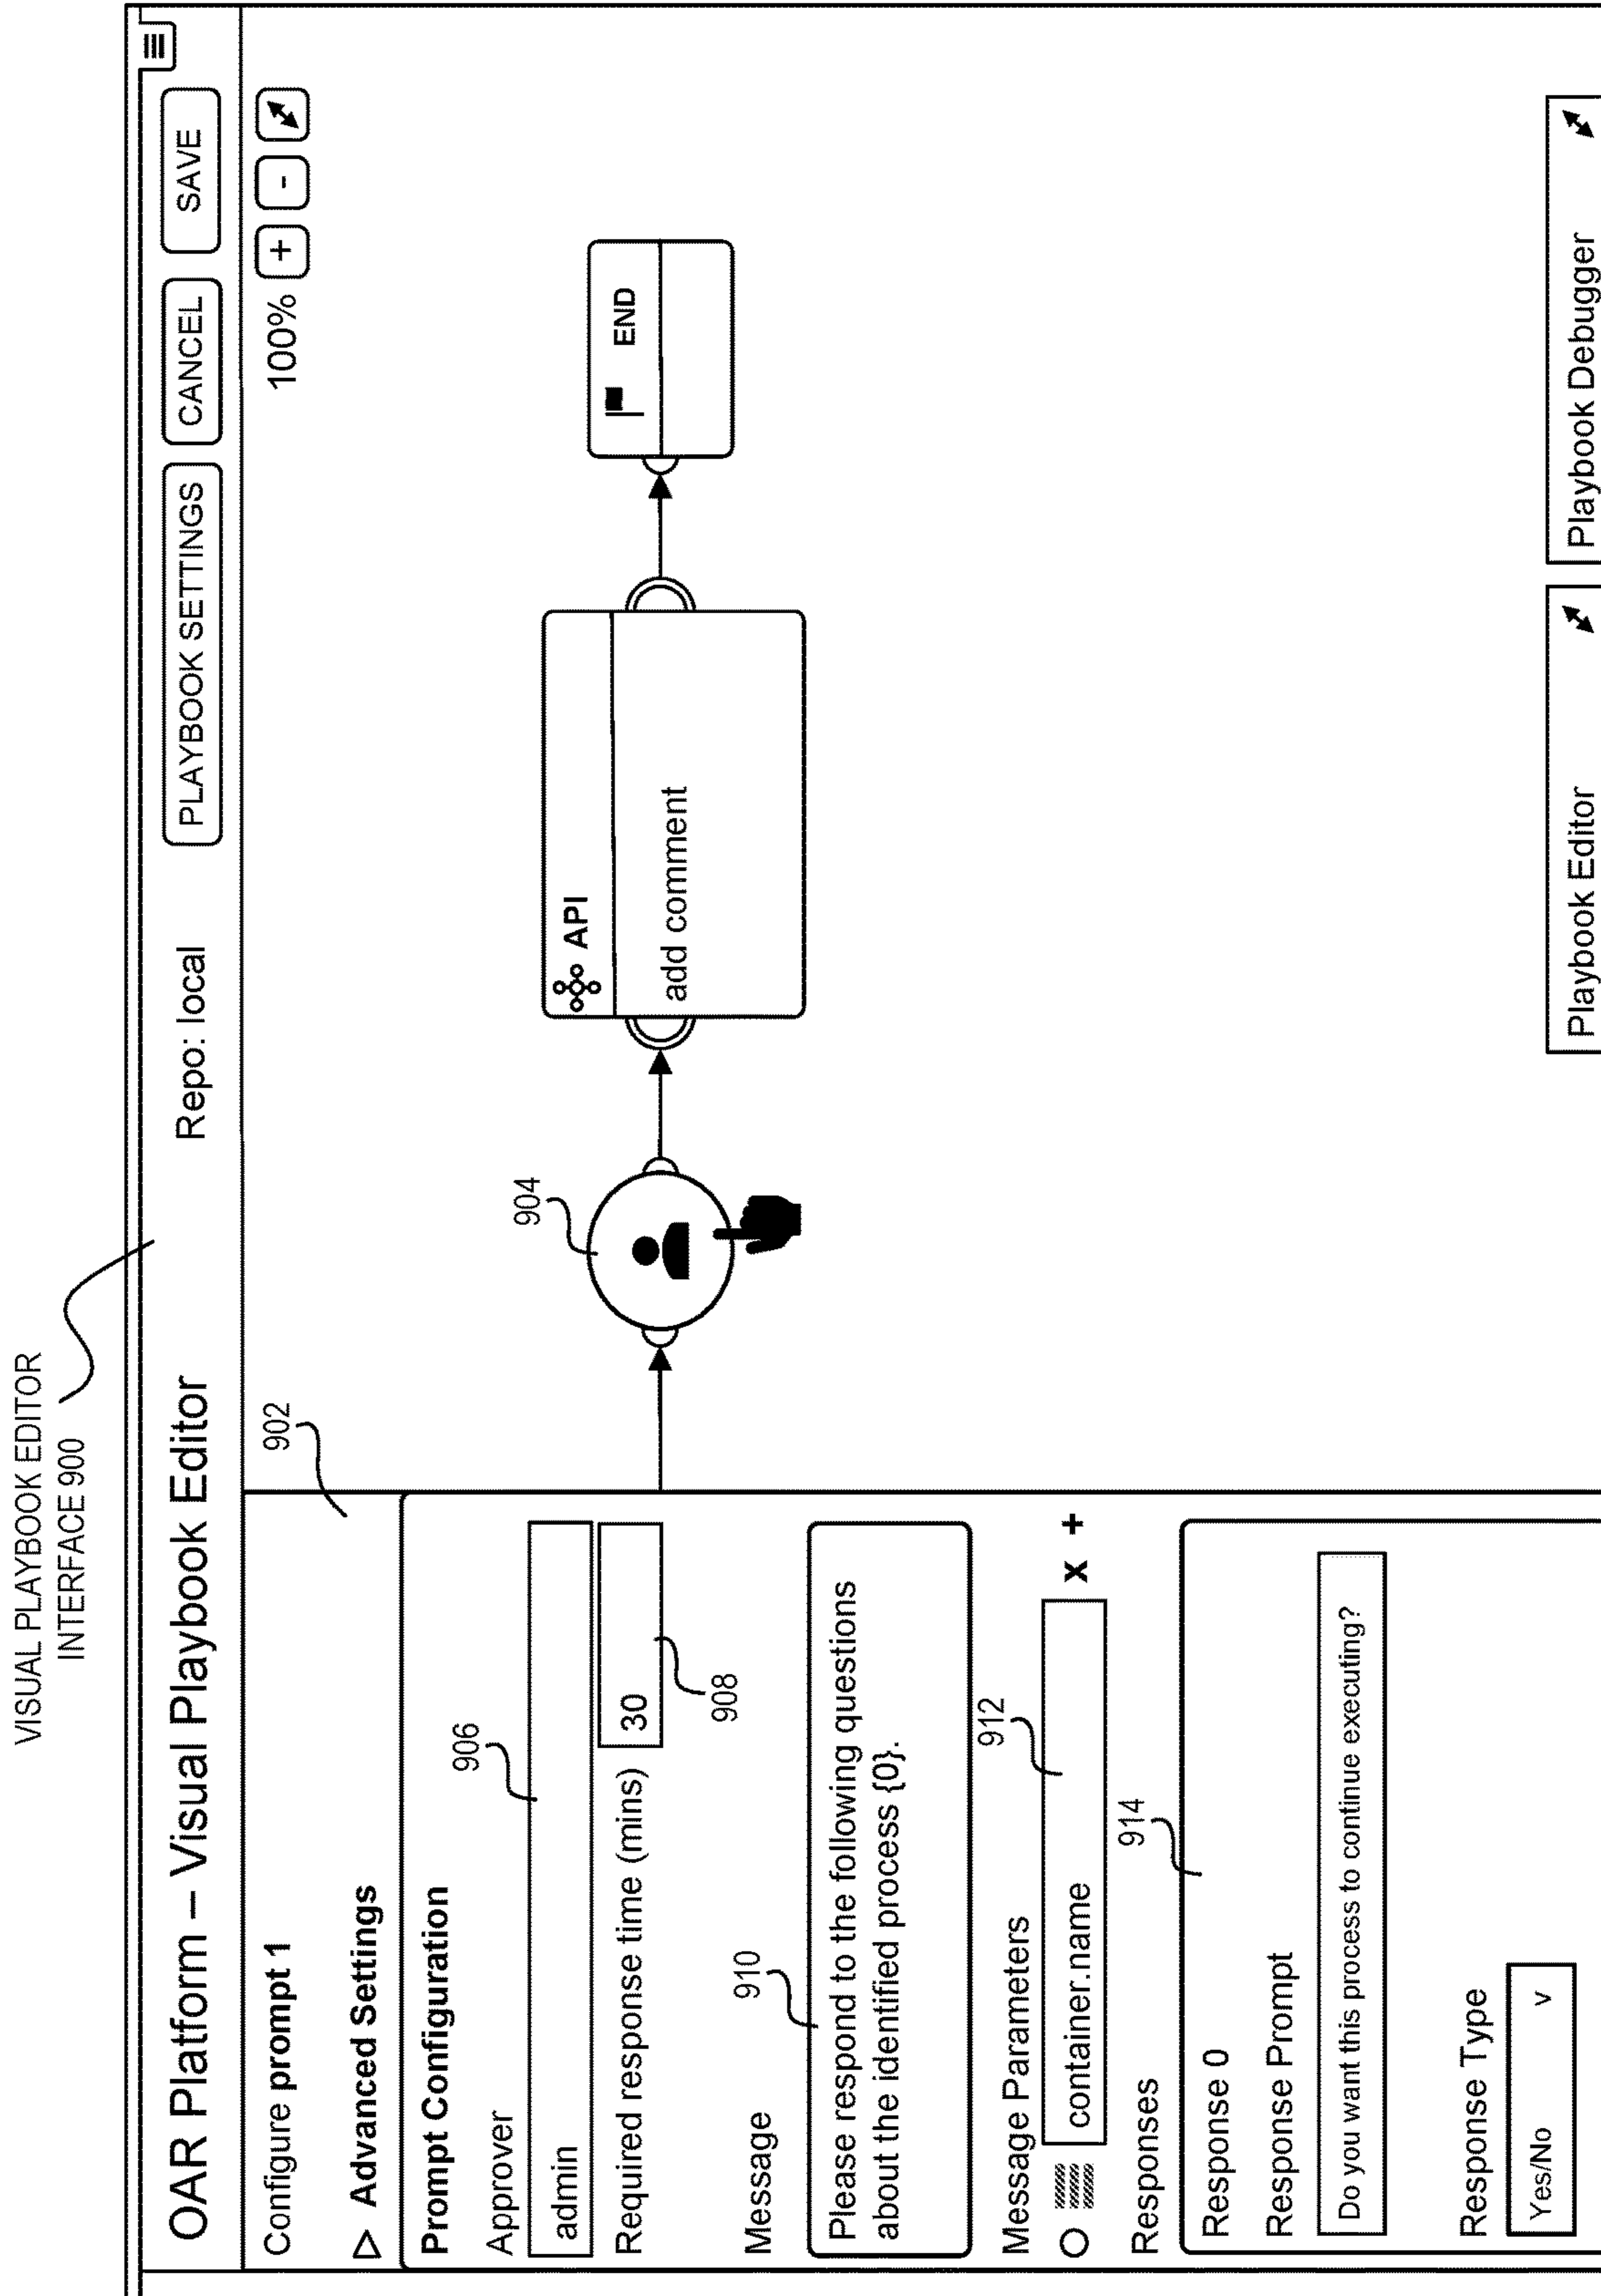 VISUAL PLAYBOOK EDITOR
INTERFACE 900
OAR Platform – Visual Playbook Editor
Repo: local
PLAYBOOK SETTINGS
CANCEL
SAVE
Configure prompt 1
902
100%
+
-
Advanced Settings
Prompt Configuration
Approver
906
admin
Required response time (mins)
30
908
Message
910
Please respond to the following questions
about the identified process {0}.
Message Parameters
912
container.name
x +
Responses
914
Response 0
Response Prompt
Do you want this process to continue executing?
Response Type
Yes/No v
904
API
add comment
END
Playbook Editor
Playbook Debugger